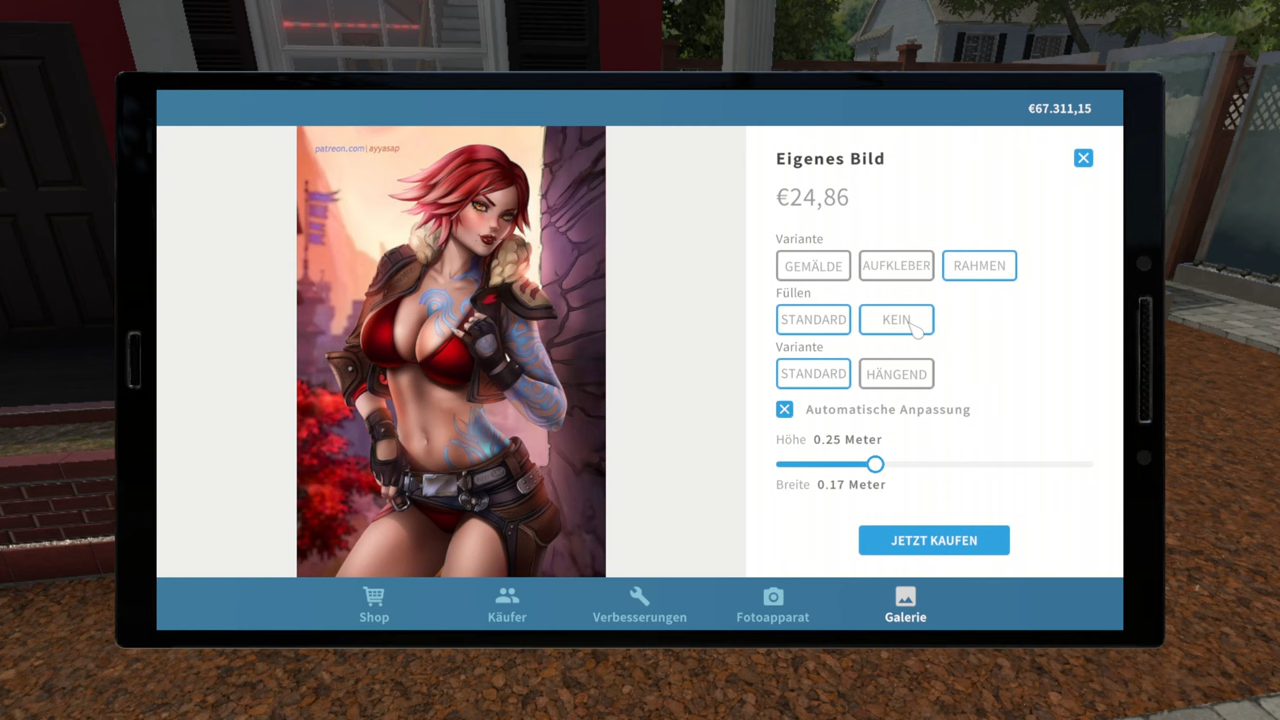 €67.311,15
patreon.com|ayyasap
Eigenes Bild
€24,86
Variante
GEMÄLDE AUFKLEBER RAHMEN
Füllen
STANDARD KEIN
Variante
STANDARD HÄNGEND
Automatische Anpassung
Höhe 0.25 Meter
Breite 0.17 Meter
JETZT KAUFEN
Shop Käufer Verbesserungen Fotoapparat Galerie